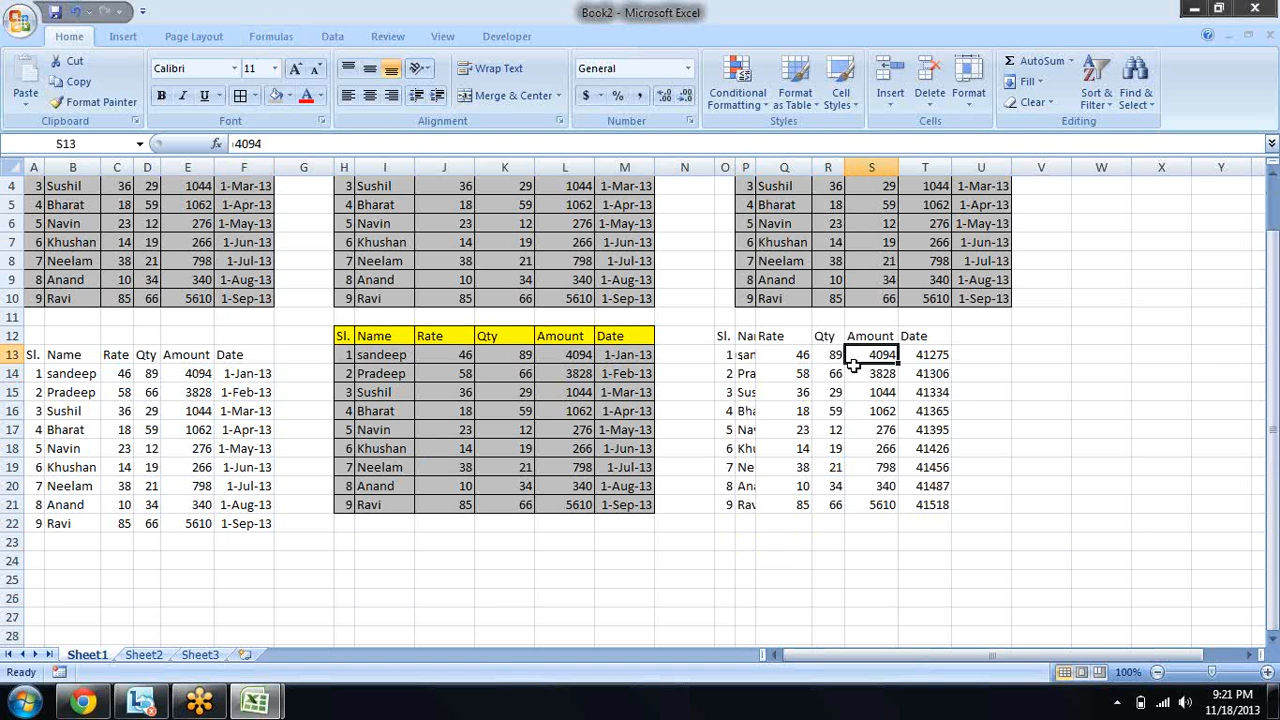 Book2 - Microsoft Excel
Home Insert Page Layout Formulas Data Review View Developer
Cut Calibri 11 Wrap Text General AutoSum
Copy Fill
Paste Format Painter B I U A Merge & Center $ % , Conditional Formatting Format as Table Cell Styles Insert Delete Format Clear Sort & Filter Find & Select
Clipboard Font Alignment Number Styles Cells Editing
S13 fx 4094
A B C D E F G H I J K L M N O P Q R S T U V W X Y
4 3 Sushil 36 29 1044 1-Mar-13 3 Sushil 36 29 1044 1-Mar-13 3 Sushil 36 29 1044 1-Mar-13
5 4 Bharat 18 59 1062 1-Apr-13 4 Bharat 18 59 1062 1-Apr-13 4 Bharat 18 59 1062 1-Apr-13
6 5 Navin 23 12 276 1-May-13 5 Navin 23 12 276 1-May-13 5 Navin 23 12 276 1-May-13
7 6 Khushan 14 19 266 1-Jun-13 6 Khushan 14 19 266 1-Jun-13 6 Khushan 14 19 266 1-Jun-13
8 7 Neelam 38 21 798 1-Jul-13 7 Neelam 38 21 798 1-Jul-13 7 Neelam 38 21 798 1-Jul-13
9 8 Anand 10 34 340 1-Aug-13 8 Anand 10 34 340 1-Aug-13 8 Anand 10 34 340 1-Aug-13
10 9 Ravi 85 66 5610 1-Sep-13 9 Ravi 85 66 5610 1-Sep-13 9 Ravi 85 66 5610 1-Sep-13
11
12 Sl. Name Rate Qty Amount Date Sl. Nar Rate Qty Amount Date
13 Sl. Name Rate Qty Amount Date 1 sandeep 46 89 4094 1-Jan-13 1 san 46 89 4094 41275
14 1 sandeep 46 89 4094 1-Jan-13 2 Pradeep 58 66 3828 1-Feb-13 2 Pra 58 66 3828 41306
15 2 Pradeep 58 66 3828 1-Feb-13 3 Sushil 36 29 1044 1-Mar-13 3 Sus 36 29 1044 41334
16 3 Sushil 36 29 1044 1-Mar-13 4 Bharat 18 59 1062 1-Apr-13 4 Bha 18 59 1062 41365
17 4 Bharat 18 59 1062 1-Apr-13 5 Navin 23 12 276 1-May-13 5 Nav 23 12 276 41395
18 5 Navin 23 12 276 1-May-13 6 Khushan 14 19 266 1-Jun-13 6 Khu 14 19 266 41426
19 6 Khushan 14 19 266 1-Jun-13 7 Neelam 38 21 798 1-Jul-13 7 Nee 38 21 798 41456
20 7 Neelam 38 21 798 1-Jul-13 8 Anand 10 34 340 1-Aug-13 8 Ana 10 34 340 41487
21 8 Anand 10 34 340 1-Aug-13 9 Ravi 85 66 5610 1-Sep-13 9 Rav 85 66 5610 41518
22 9 Ravi 85 66 5610 1-Sep-13
23
24
25
26
27
28
Sheet1 Sheet2 Sheet3
Ready 100%
9:21 PM
11/18/2013